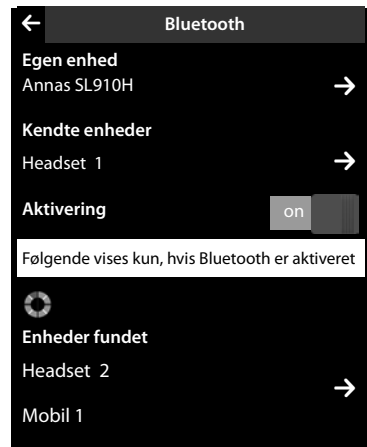 Bluetooth
Egen enhed
Annas SL910H
Kendte enheder
Headset 1
Aktivering
on
Følgende vises kun, hvis Bluetooth er aktiveret
Enheder fundet
Headset 2
Mobil 1